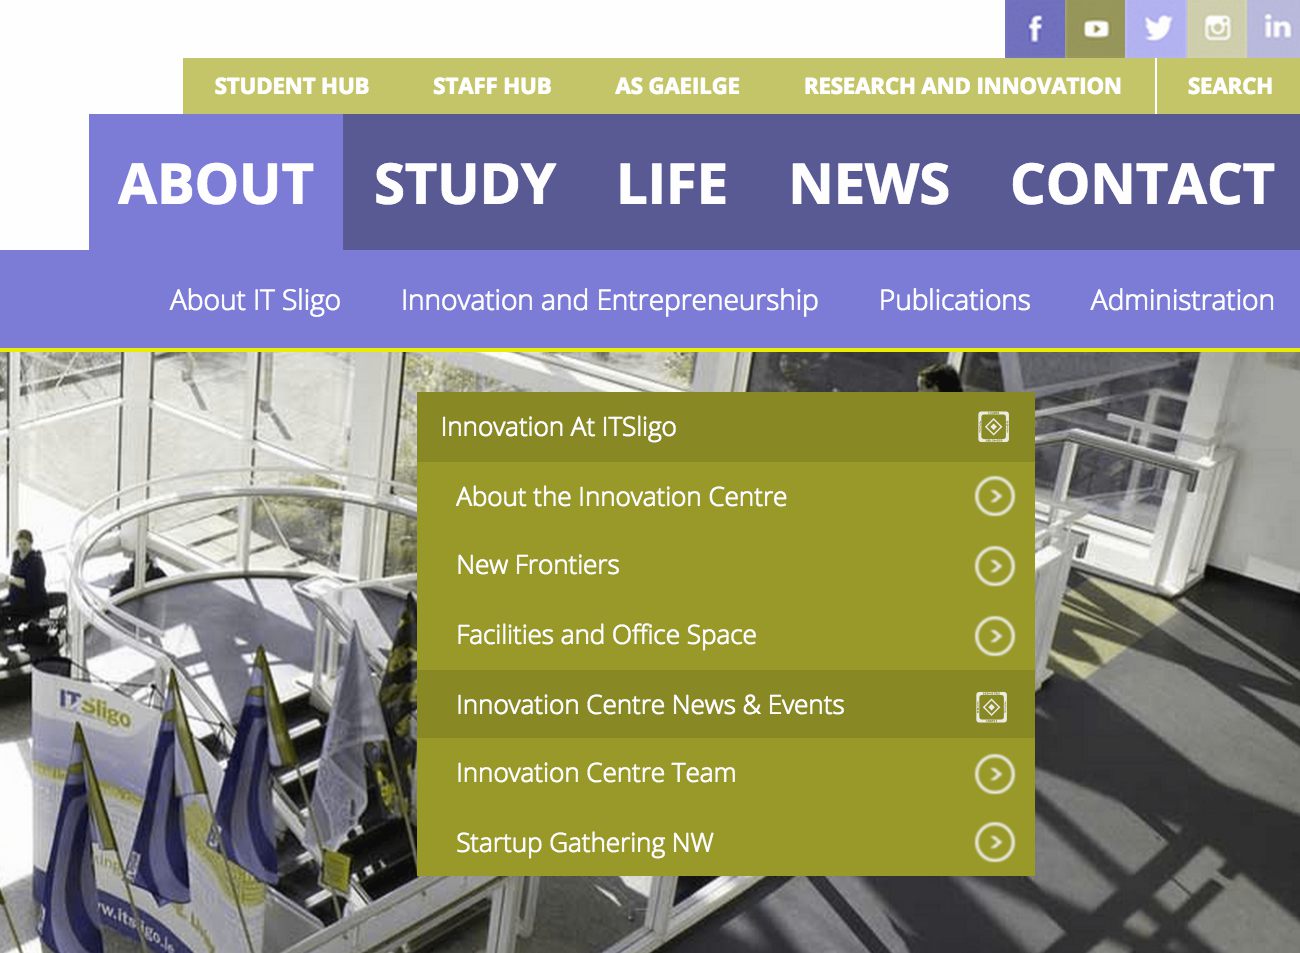 f
in
STUDENT HUB STAFF HUB AS GAEILGE RESEARCH AND INNOVATION SEARCH
ABOUT STUDY LIFE NEWS CONTACT
About IT Sligo Innovation and Entrepreneurship Publications Administration
Innovation At ITSligo
About the Innovation Centre
New Frontiers
Facilities and Office Space
Innovation Centre News & Events
Innovation Centre Team
Startup Gathering NW
IT Sligo
w.itsligo.ie